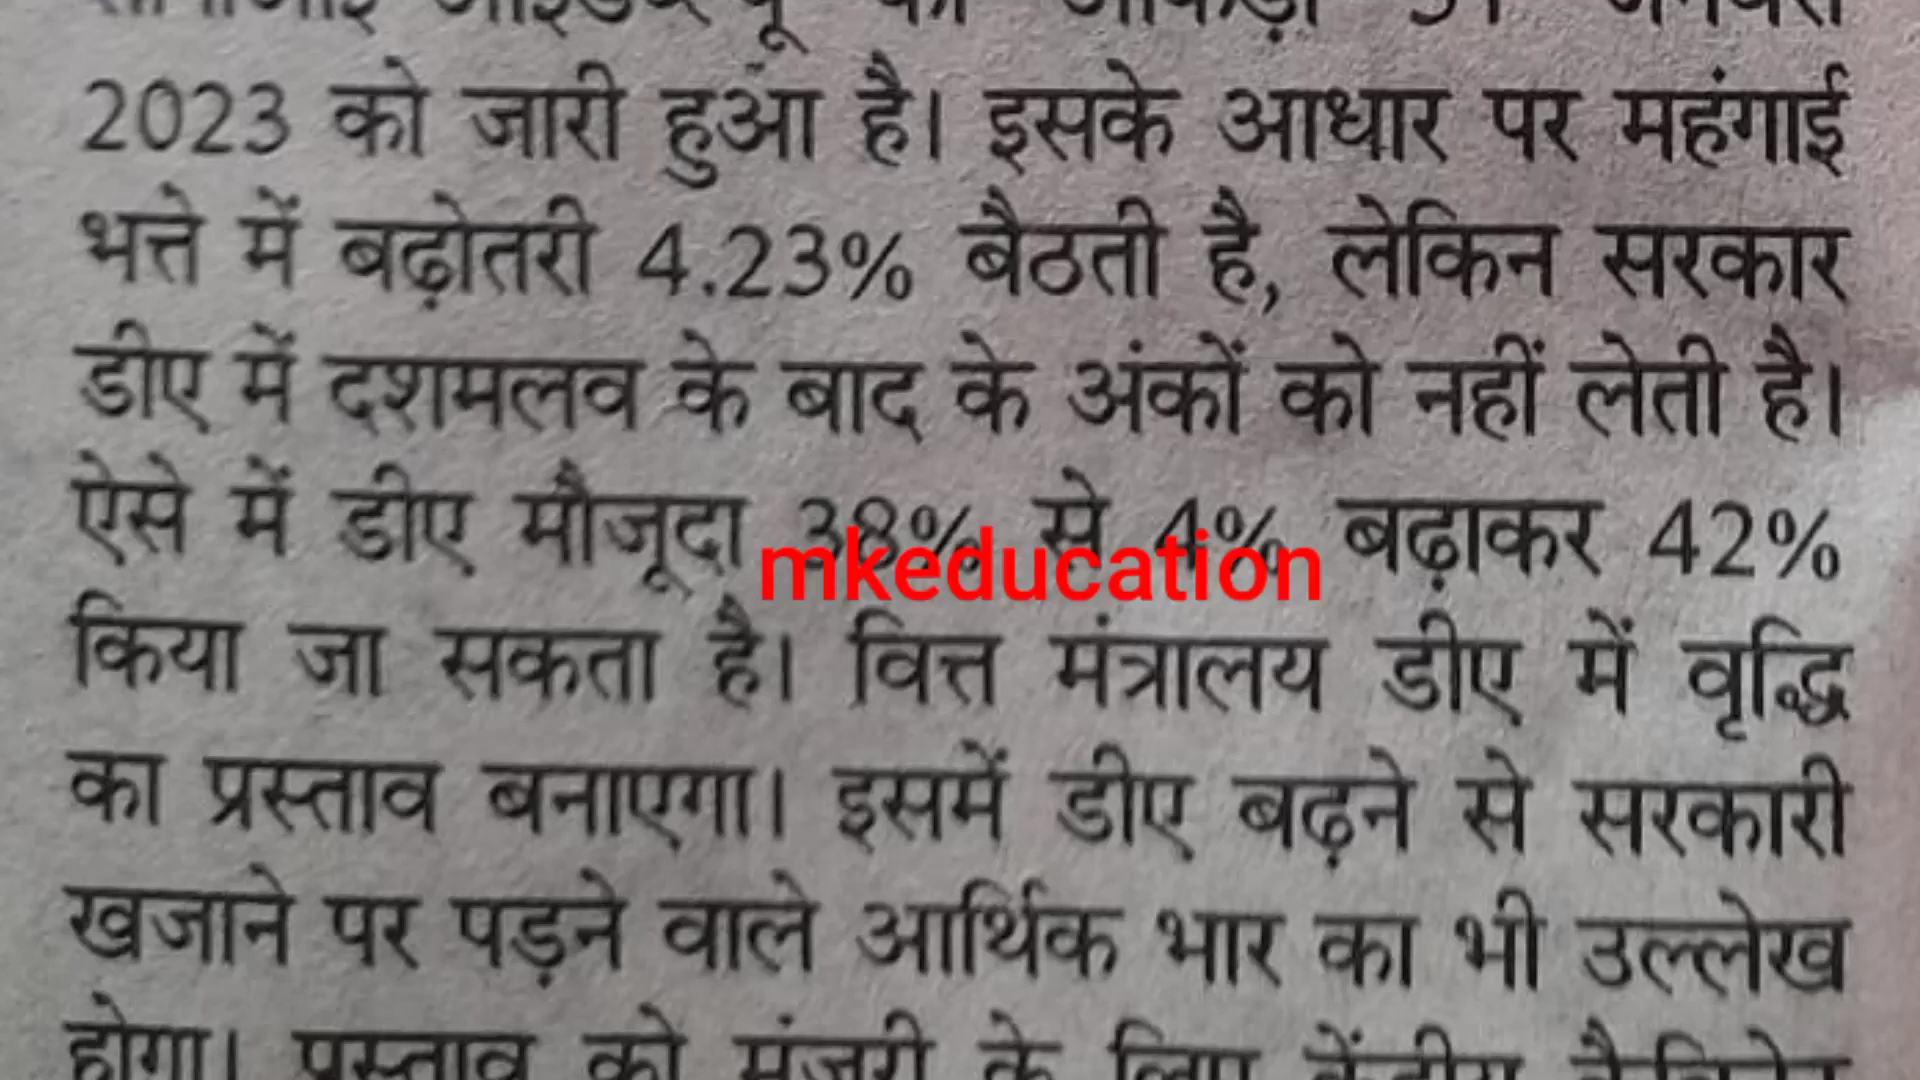 2023 को जारी हुआ है। इसके आधार पर महंगाई
भत्ते में बढ़ोतरी 4.23% बैठती है, लेकिन सरकार
डीए में दशमलव के बाद के अंकों को नहीं लेती है।
ऐसे में डीए मौजूदा 38% से 4% बढ़ाकर 42%
mkeducation
किया जा सकता है। वित्त मंत्रालय डीए में वृद्धि
का प्रस्ताव बनाएगा। इसमें डीए बढ़ने से सरकारी
खजाने पर पड़ने वाले आर्थिक भार का भी उल्लेख
होगा। प्रस्ताव को मंजूरी के लिए